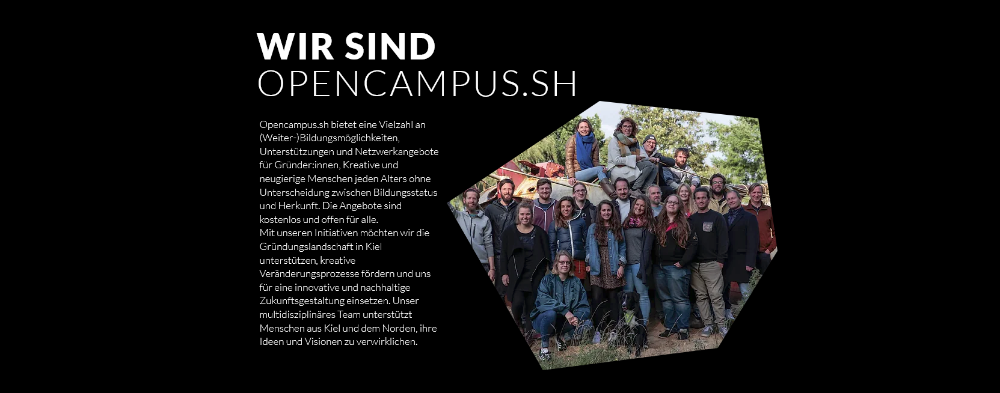 WIR SIND
OPENCAMPUS.SH
Opencampus.sh bietet eine Vielzahl an
(Weiter-)Bildungsmöglichkeiten,
Unterstützungen und Netzwerkangebote
für Gründer:innen, Kreative und
neugierige Menschen jeden Alters ohne
Unterscheidung zwischen Bildungsstatus
und Herkunft. Die Angebote sind
kostenlos und offen für alle.
Mit unseren Initiativen möchten wir die
Gründungslandschaft in Kiel
unterstützen, kreative
Veränderungsprozesse fördern und uns
für eine innovative und nachhaltige
Zukunftsgestaltung einsetzen. Unser
multidisziplinäres Team unterstützt
Menschen aus Kiel und dem Norden, ihre
Ideen und Visionen zu verwirklichen.